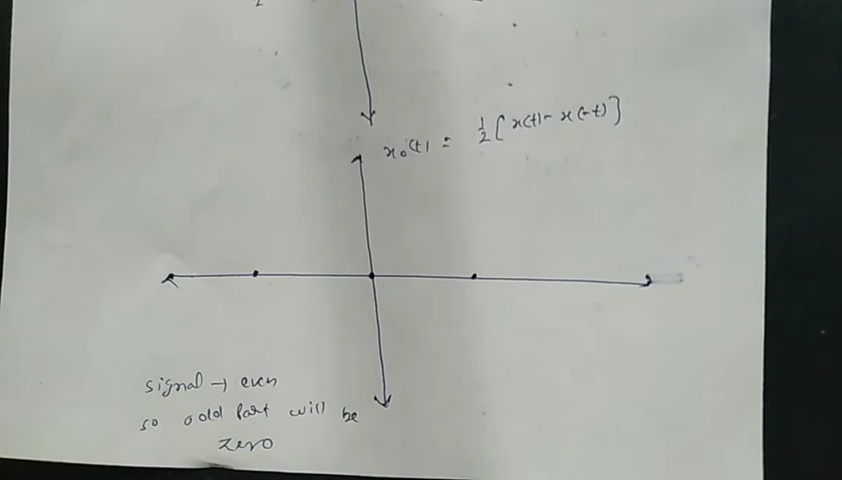 x₀(t) = ½[x(t) - x(-t)]
signal → even
so odd part will be
zero